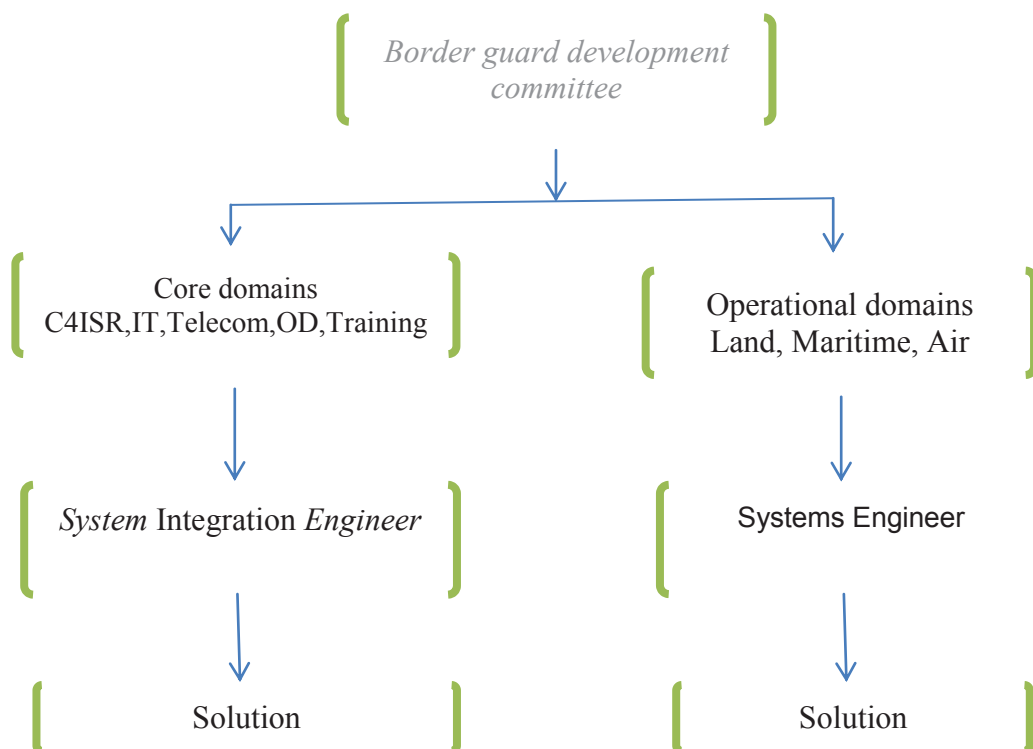 Border guard development
committee
Core domains
C4ISR,IT,Telecom,OD,Training
Operational domains
Land, Maritime, Air
System Integration Engineer
Systems Engineer
Solution
Solution